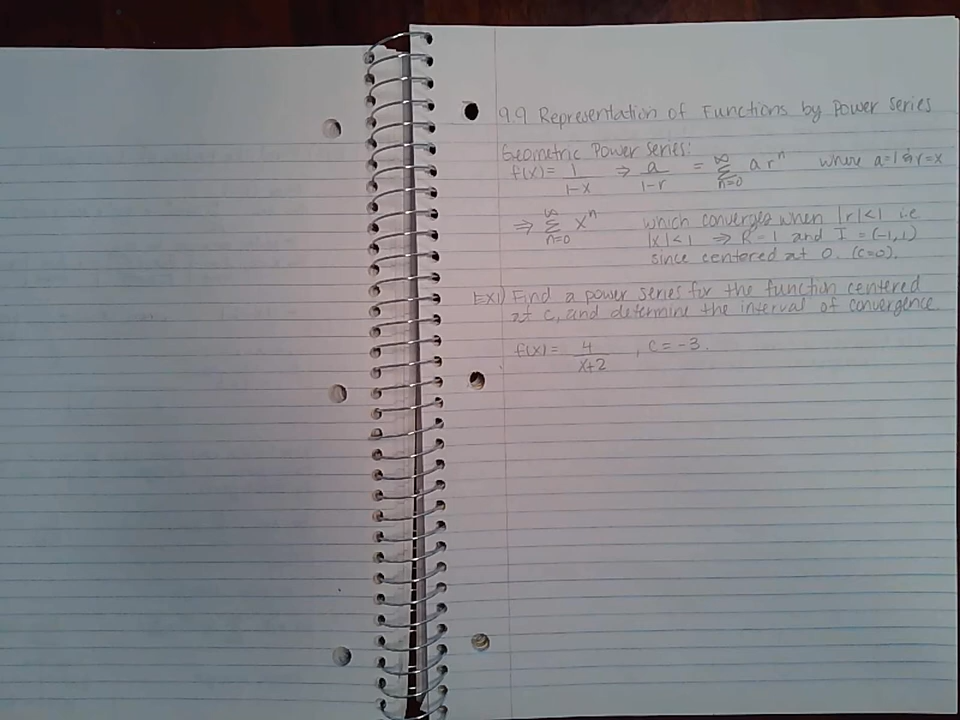 9.9 Representation of Functions by Power Series
Geometric Power Series:
f(x) = 1/(1-x) ⇒ a/(1-r) = ∞Σn=0 ar^n where a=1 & r=x
⇒ ∞Σn=0 x^n which converges when |r|<1 i.e
|x|<1 ⇒ R=1 and I = (-1,1)
since centered at 0. (c=0).
EX1) Find a power series for the function centered
at c, and determine the interval of convergence.
f(x) = 4/(x+2) , c = -3.